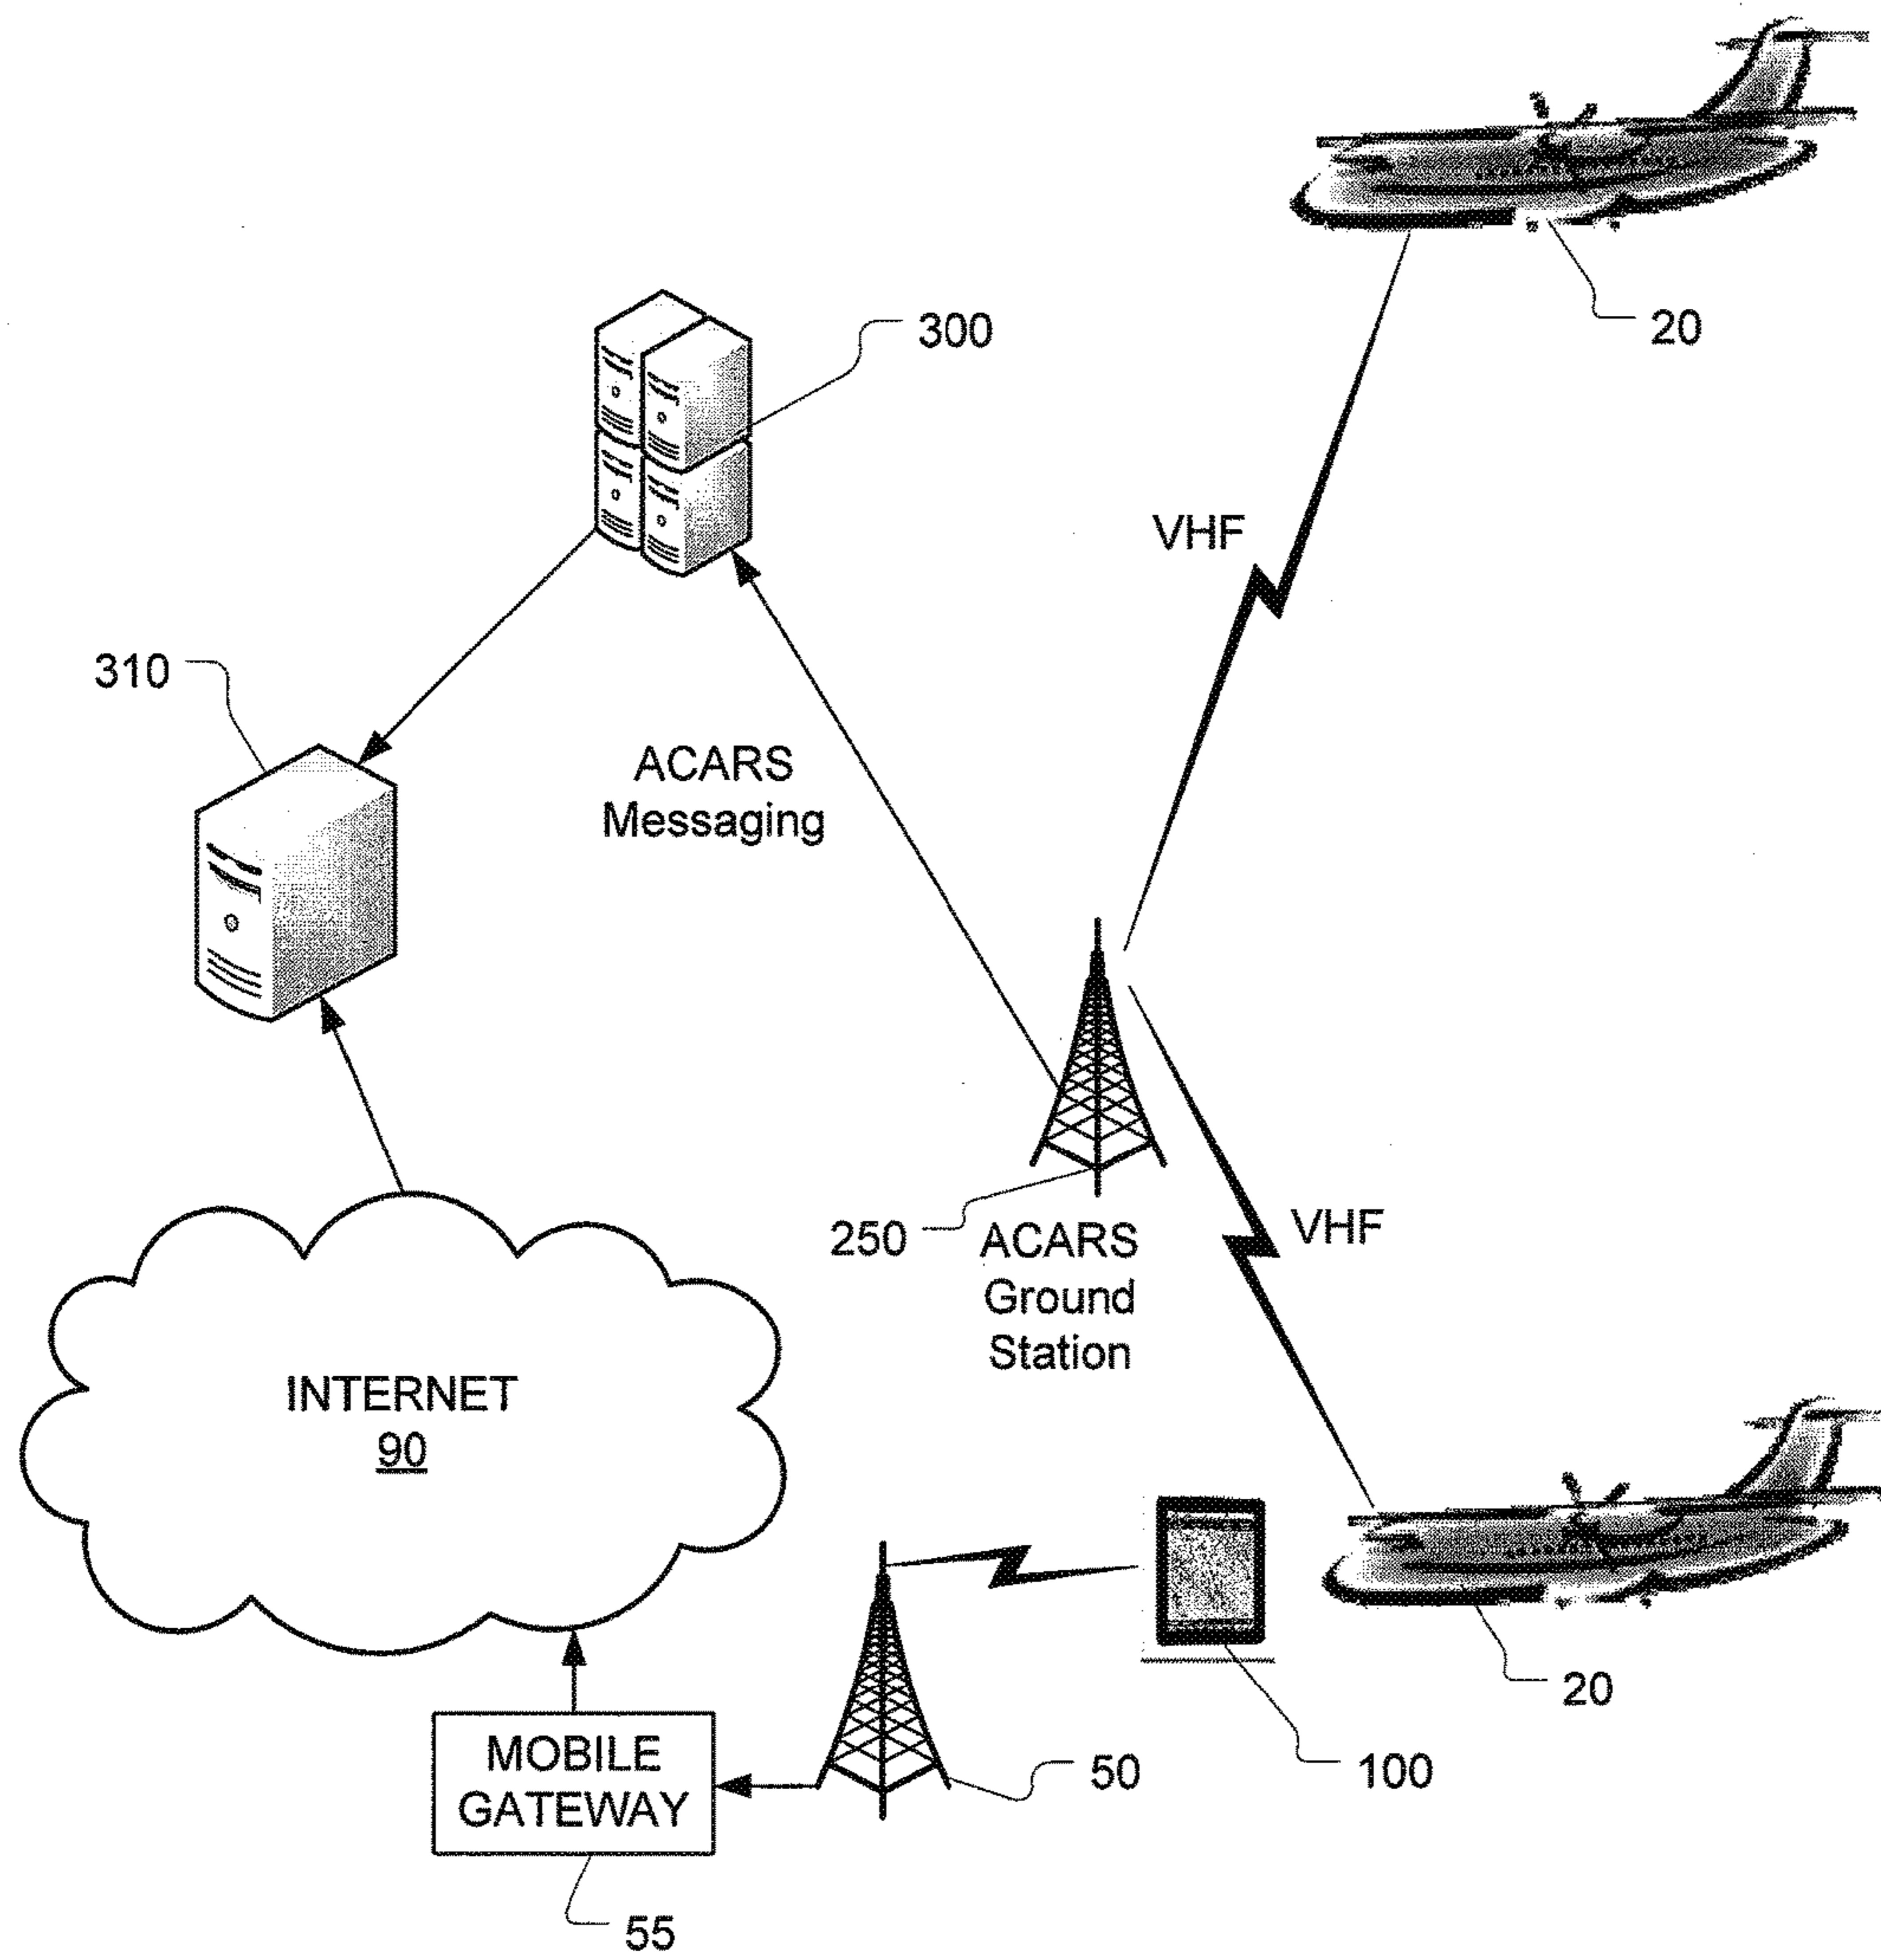 20
300
VHF
310
ACARS
Messaging
250
ACARS
Ground
Station
VHF
INTERNET
90
20
100
50
MOBILE
GATEWAY
55